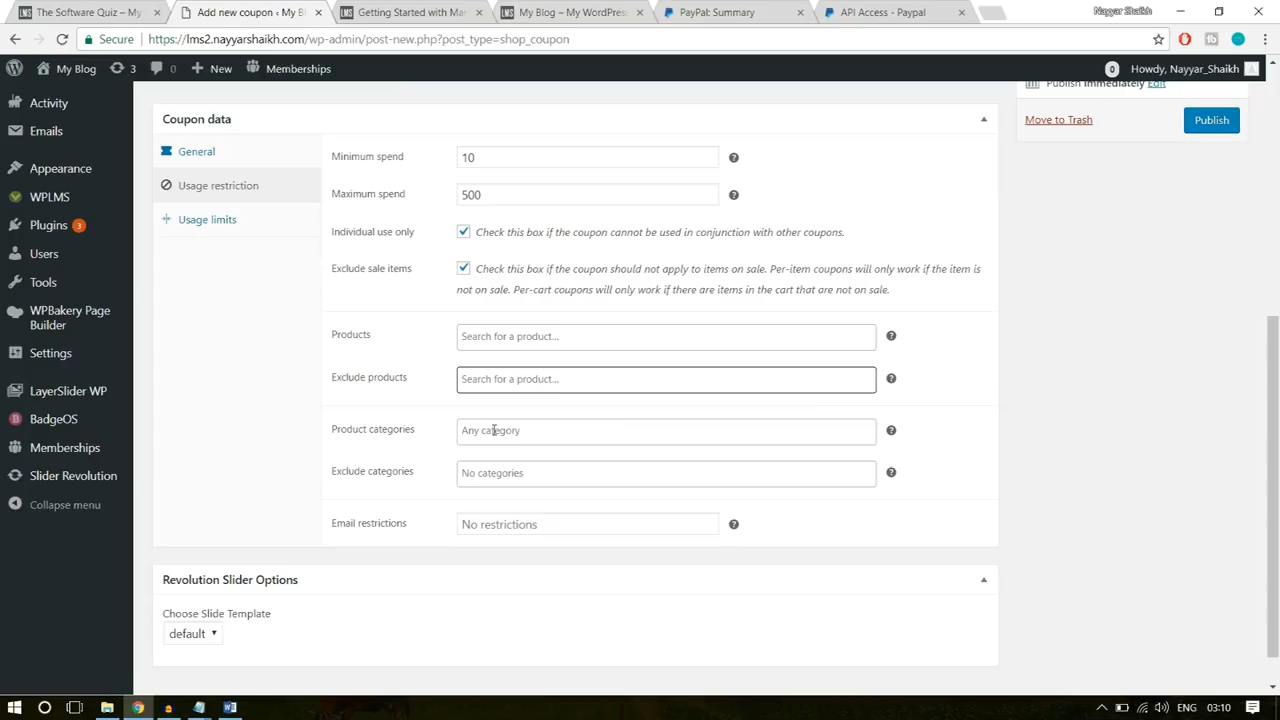 The Software Quiz – My
Add new coupon ‹ My B
Getting Started with Mar
My Blog – My WordPress
PayPal: Summary
API Access - Paypal
Nayyar Shaikh
Secure
https://lms2.nayyarshaikh.com/wp-admin/post-new.php?post_type=shop_coupon
My Blog
3
New
Memberships
0
Howdy, Nayyar_Shaikh
Activity
Emails
Appearance
WPLMS
Plugins 3
Users
Tools
WPBakery Page
Builder
Settings
LayerSlider WP
BadgeOS
Memberships
Slider Revolution
Collapse menu
Publish immediately Edit
Move to Trash
Publish
Coupon data
General
Usage restriction
Usage limits
Minimum spend
10
Maximum spend
500
Individual use only
Check this box if the coupon cannot be used in conjunction with other coupons.
Exclude sale items
Check this box if the coupon should not apply to items on sale. Per-item coupons will only work if the item is
not on sale. Per-cart coupons will only work if there are items in the cart that are not on sale.
Products
Search for a product…
Exclude products
Search for a product…
Product categories
Any category
Exclude categories
No categories
Email restrictions
No restrictions
Revolution Slider Options
Choose Slide Template
default
ENG
03:10